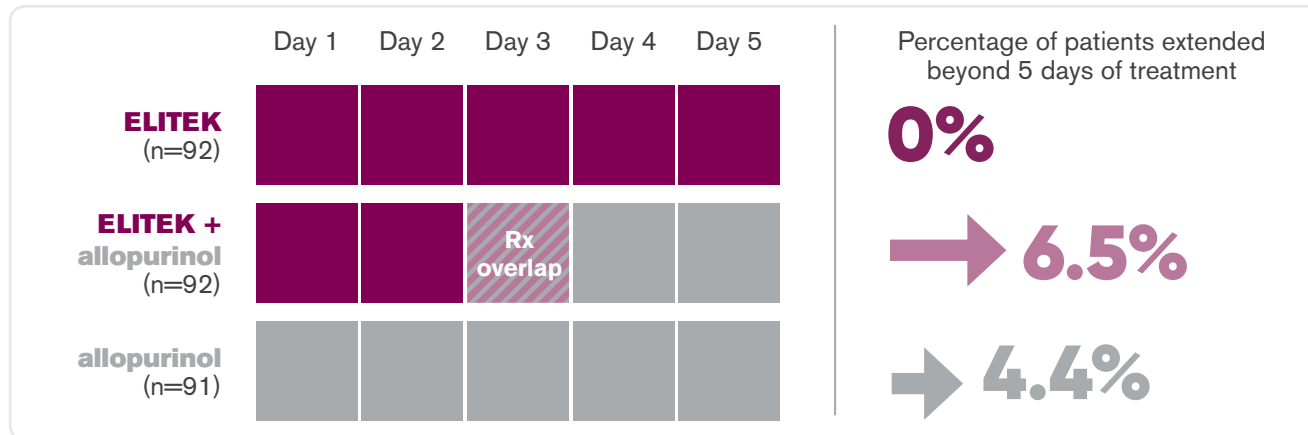 Day 1 Day 2 Day 3 Day 4 Day 5
Percentage of patients extended
beyond 5 days of treatment
ELITEK
(n=92)
0%
ELITEK +
allopurinol
(n=92)
Rx
overlap
6.5%
allopurinol
(n=91)
4.4%